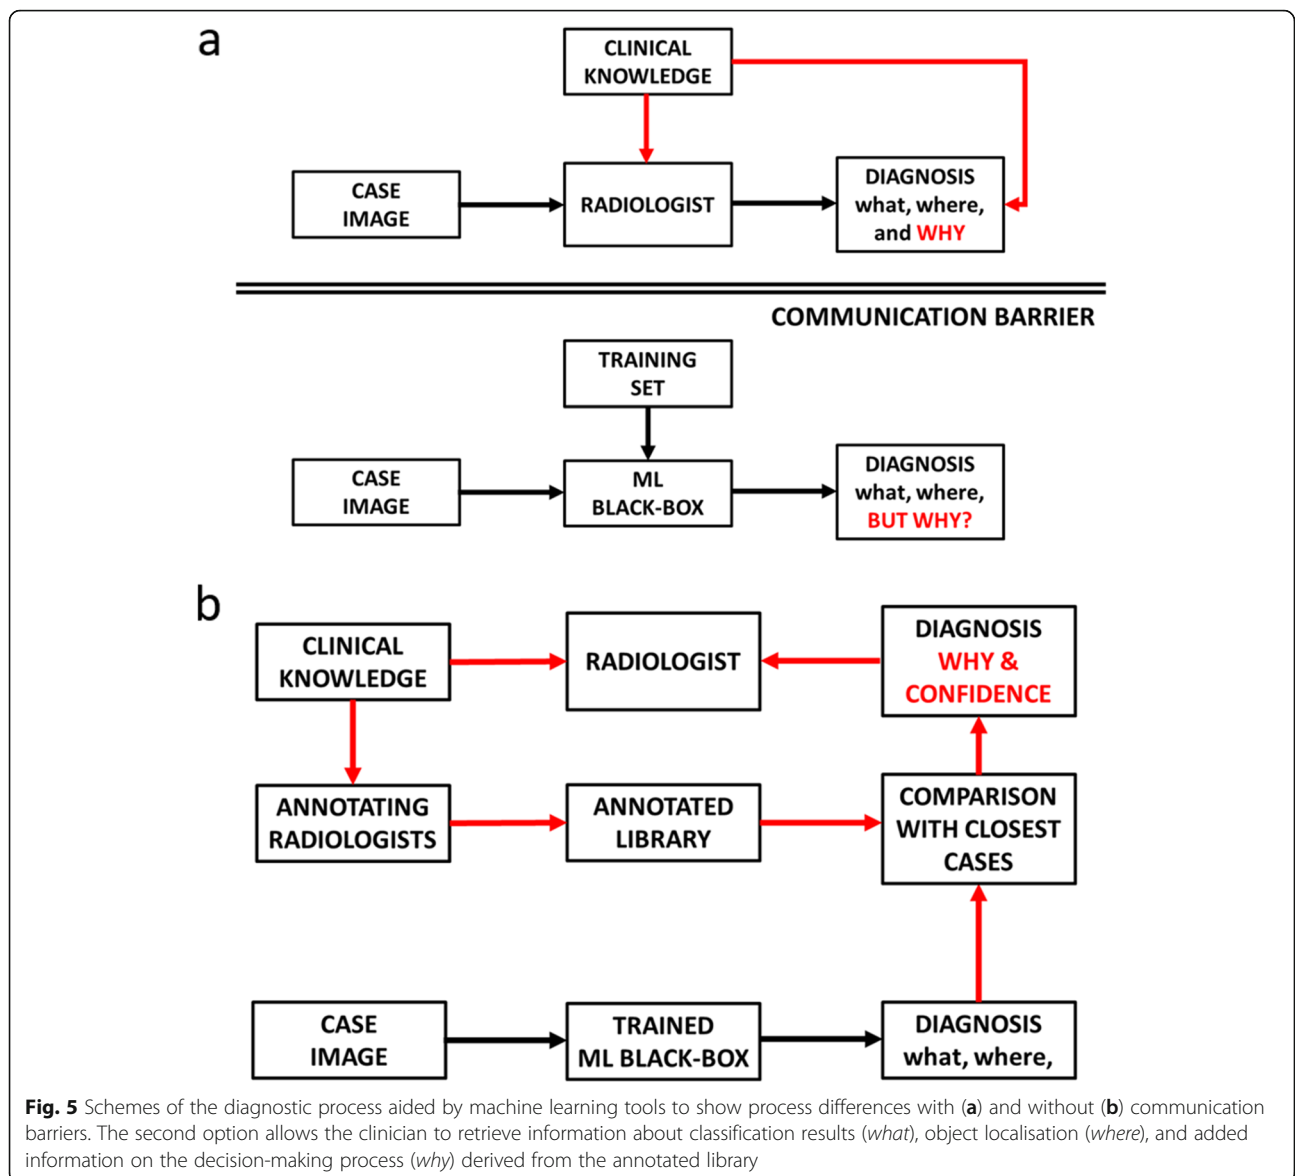 a
CLINICAL
KNOWLEDGE
CASE
IMAGE
RADIOLOGIST
DIAGNOSIS
what, where,
and WHY
COMMUNICATION BARRIER
TRAINING
SET
CASE
IMAGE
ML
BLACK-BOX
DIAGNOSIS
what, where,
BUT WHY?
b
CLINICAL
KNOWLEDGE
RADIOLOGIST
DIAGNOSIS
WHY &
CONFIDENCE
ANNOTATING
RADIOLOGISTS
ANNOTATED
LIBRARY
COMPARISON
WITH CLOSEST
CASES
CASE
IMAGE
TRAINED
ML BLACK-BOX
DIAGNOSIS
what, where,
Fig. 5 Schemes of the diagnostic process aided by machine learning tools to show process differences with (a) and without (b) communication
barriers. The second option allows the clinician to retrieve information about classification results (what), object localisation (where), and added
information on the decision-making process (why) derived from the annotated library